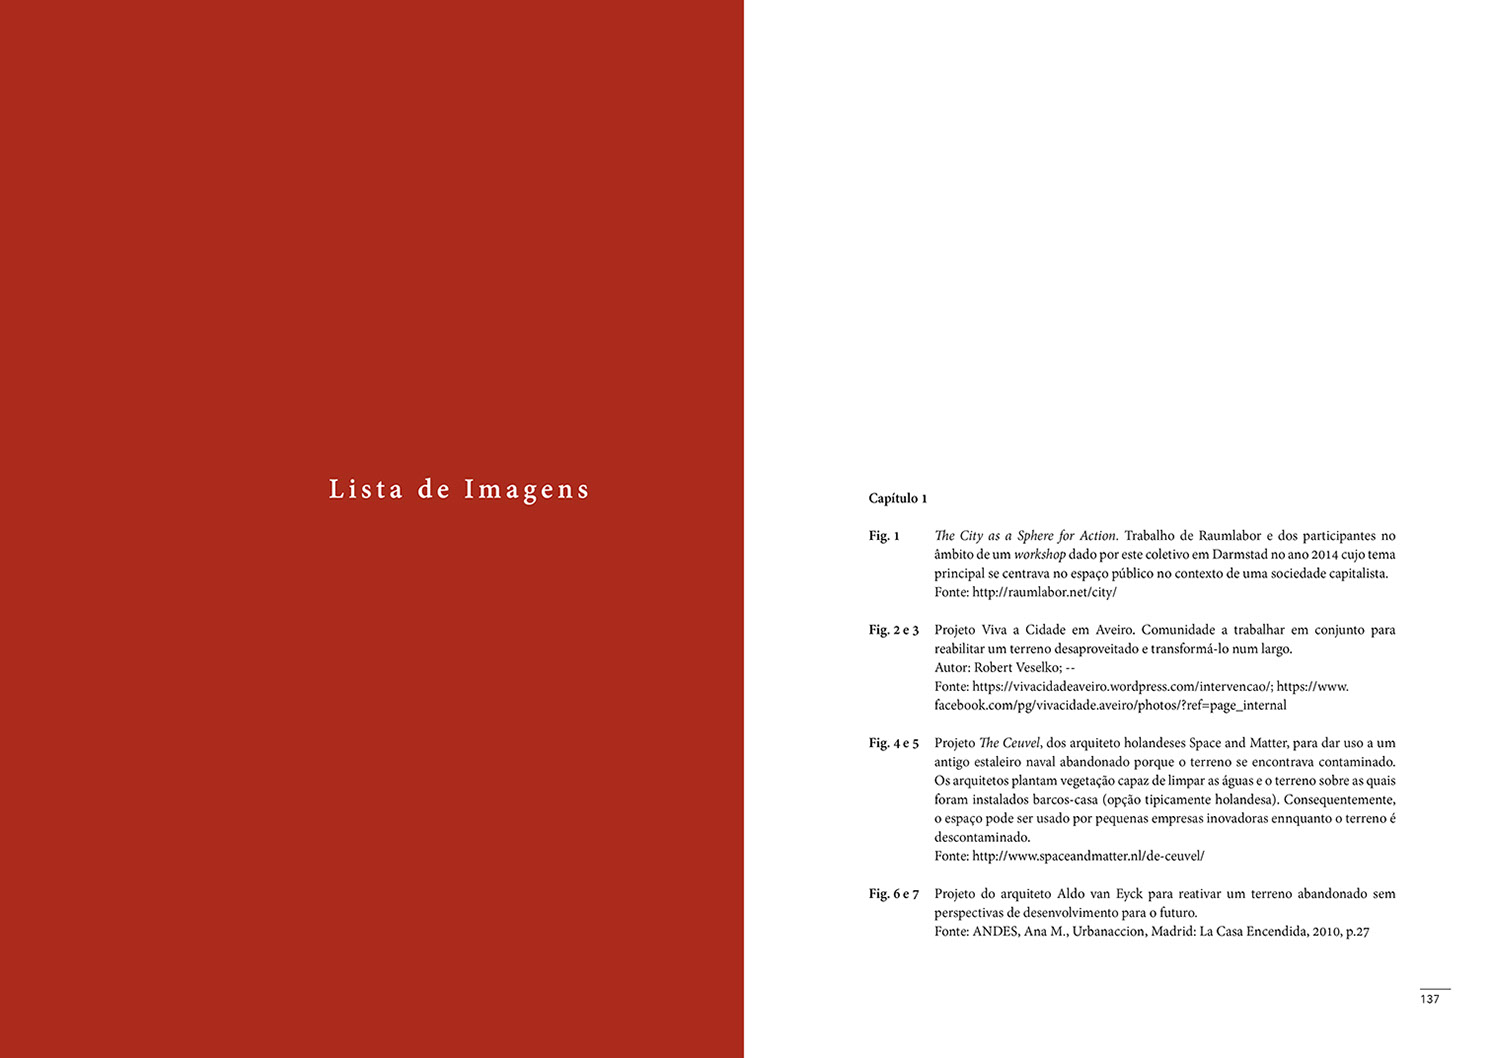 Lista de Imagens
Capítulo 1
Fig. 1 The City as a Sphere for Action. Trabalho de Raumlabor e dos participantes no
âmbito de um workshop dado por este coletivo em Darmstad no ano 2014 cujo tema
principal se centrava no espaço público no contexto de uma sociedade capitalista.
Fonte: http://raumlabor.net/city/
Fig. 2 e 3 Projeto Viva a Cidade em Aveiro. Comunidade a trabalhar em conjunto para
reabilitar um terreno desaproveitado e transformá-lo num largo.
Autor: Robert Veselko; --
Fonte: https://vivacidadeaveiro.wordpress.com/intervencao/; https://www.
facebook.com/pg/vivacidade.aveiro/photos/?ref=page_internal
Fig. 4 e 5 Projeto The Ceuvel, dos arquiteto holandeses Space and Matter, para dar uso a um
antigo estaleiro naval abandonado porque o terreno se encontrava contaminado.
Os arquitetos plantam vegetação capaz de limpar as águas e o terreno sobre as quais
foram instalados barcos-casa (opção tipicamente holandesa). Consequentemente,
o espaço pode ser usado por pequenas empresas inovadoras ennquanto o terreno é
descontaminado.
Fonte: http://www.spaceandmatter.nl/de-ceuvel/
Fig. 6 e 7 Projeto do arquiteto Aldo van Eyck para reativar um terreno abandonado sem
perspectivas de desenvolvimento para o futuro.
Fonte: ANDES, Ana M., Urbanaccion, Madrid: La Casa Encendida, 2010, p.27
137